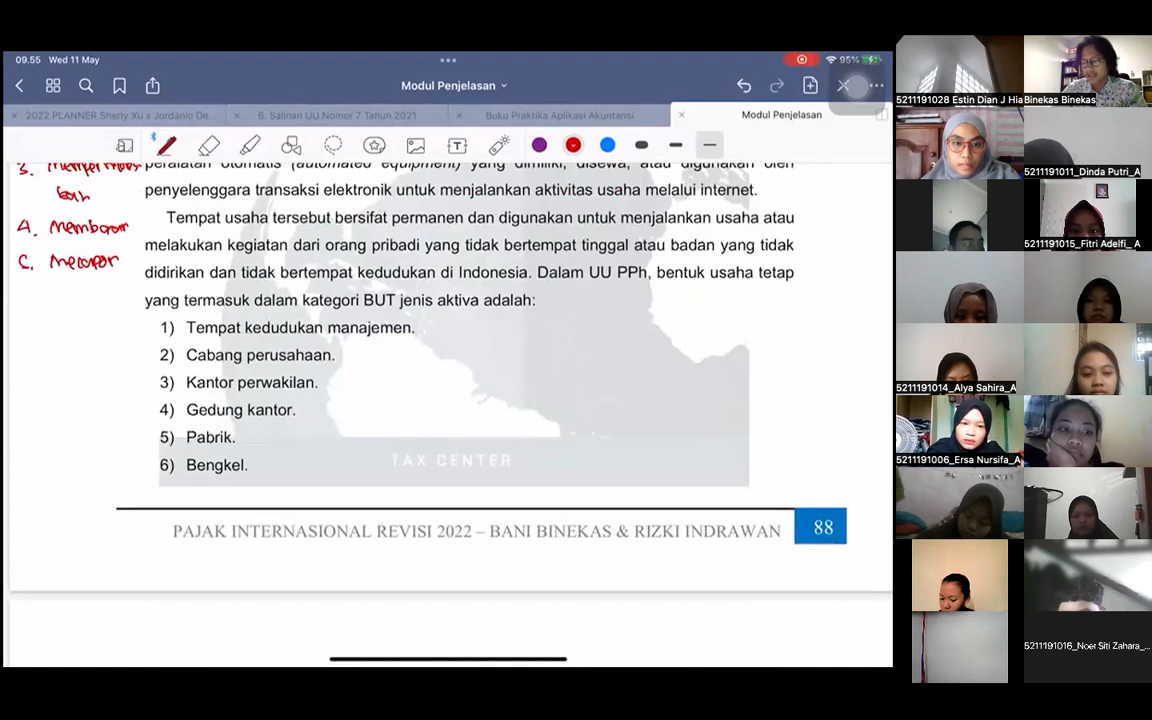 09.55 Wed 11 May
95%
Modul Penjelasan
2022 PLANNER Sherly Xu x Jordanio De...
6. Salinan UU Nomor 7 Tahun 2021
Buku Praktika Aplikasi Akuntansi
Modul Penjelasan
peralatan otomatis (automated equipment) yang dimiliki, disewa, atau digunakan oleh
penyelenggara transaksi elektronik untuk menjalankan aktivitas usaha melalui internet.
Tempat usaha tersebut bersifat permanen dan digunakan untuk menjalankan usaha atau
melakukan kegiatan dari orang pribadi yang tidak bertempat tinggal atau badan yang tidak
didirikan dan tidak bertempat kedudukan di Indonesia. Dalam UU PPh, bentuk usaha tetap
yang termasuk dalam kategori BUT jenis aktiva adalah:
1) Tempat kedudukan manajemen.
2) Cabang perusahaan.
3) Kantor perwakilan.
4) Gedung kantor.
5) Pabrik.
6) Bengkel.
TAX CENTER
PAJAK INTERNASIONAL REVISI 2022 – BANI BINEKAS & RIZKI INDRAWAN
88
5211191028 Estin Dian J Hia
Binekas Binekas
5211191011_Dinda Putri_A
5211191015_Fitri Adelfi_ A
5211191014_Alya Sahira_A
5211191006_Ersa Nursifa_A
5211191016_Noer Siti Zahara_...